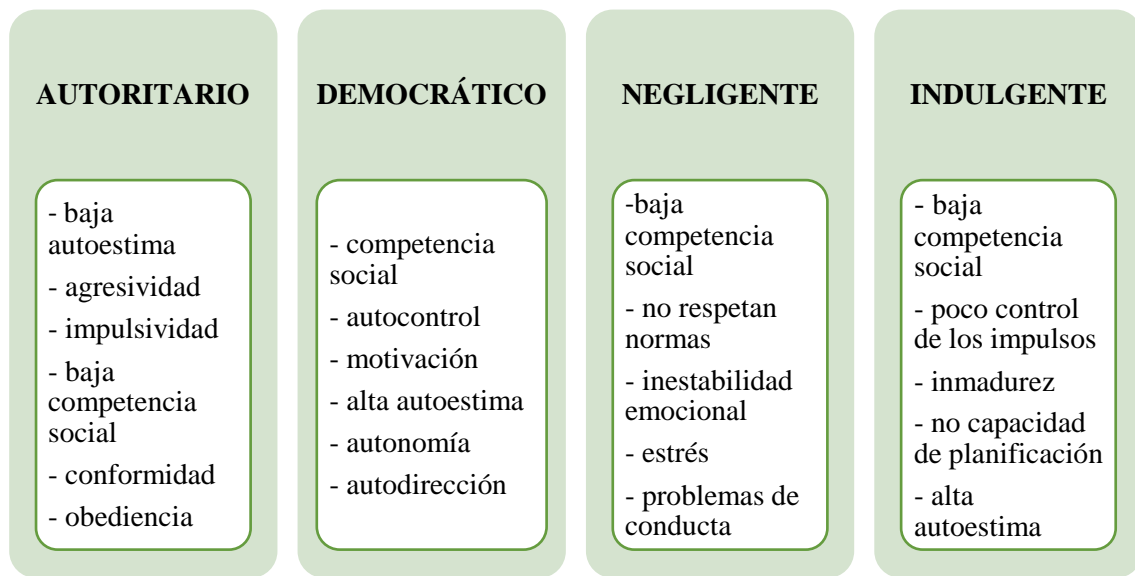 AUTORITARIO
- baja
autoestima
- agresividad
- impulsividad
- baja
competencia
social
- conformidad
- obediencia
DEMOCRÁTICO
- competencia
social
- autocontrol
- motivación
- alta autoestima
- autonomía
- autodirección
NEGLIGENTE
-baja
competencia
social
- no respetan
normas
- inestabilidad
emocional
- estrés
- problemas de
conducta
INDULGENTE
- baja
competencia
social
- poco control
de los impulsos
- inmadurez
- no capacidad
de planificación
- alta
autoestima